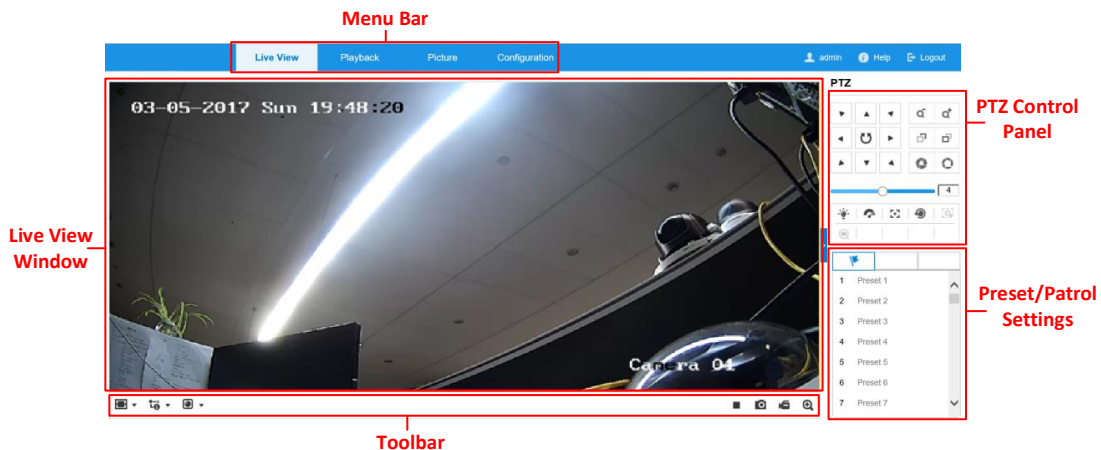 Menu Bar
Live View Playback Picture Configuration admin Help Logout
PTZ
03-05-2017 Sun 19:48:20
PTZ Control
Panel
4
Live View
Window
1 Preset 1
2 Preset 2
3 Preset 3
4 Preset 4
5 Preset 5
6 Preset 6
7 Preset 7
Preset/Patrol
Settings
Camera 04
Toolbar